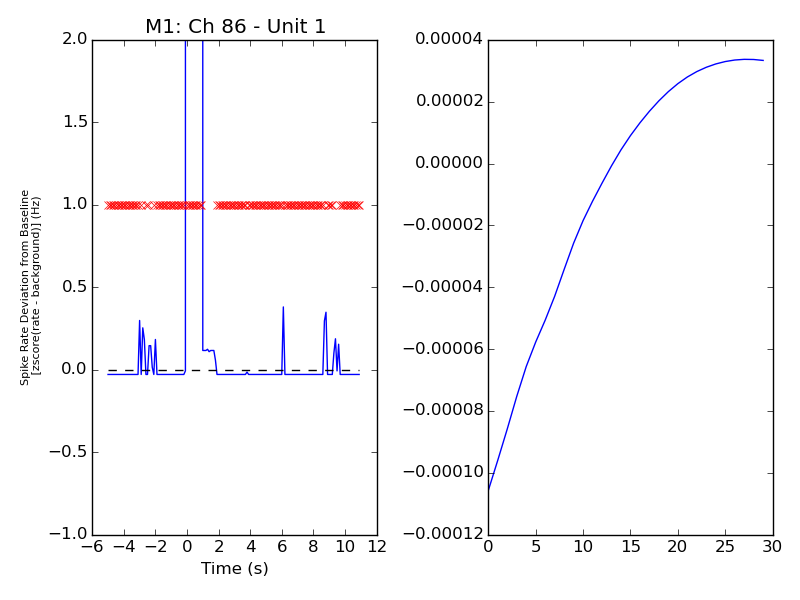 M1: Ch 86 - Unit 1
2.0
1.5
1.0
0.5
0.0
−0.5
−1.0
−6 −4 −2 0 2 4 6 8 10 12
Time (s)
Spike Rate Deviation from Baseline
[zscore(rate - background)] (Hz)
0.00004
0.00002
0.00000
−0.00002
−0.00004
−0.00006
−0.00008
−0.00010
−0.00012
0 5 10 15 20 25 30